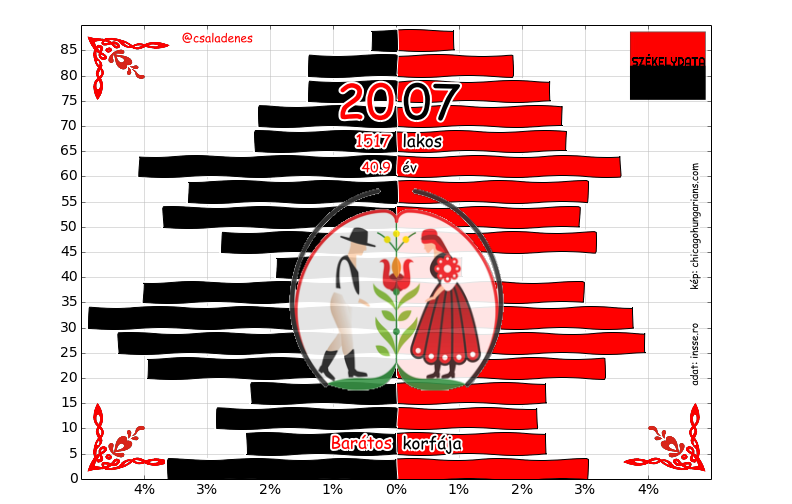 @csaladenes
SZÉKELYDATA
2007
1517 lakos
40.9 év
kép: chicagohungarians.com
adat: insse.ro
Barátos korfája
85
80
75
70
65
60
55
50
45
40
35
30
25
20
15
10
5
0
4% 3% 2% 1% 0% 1% 2% 3% 4%